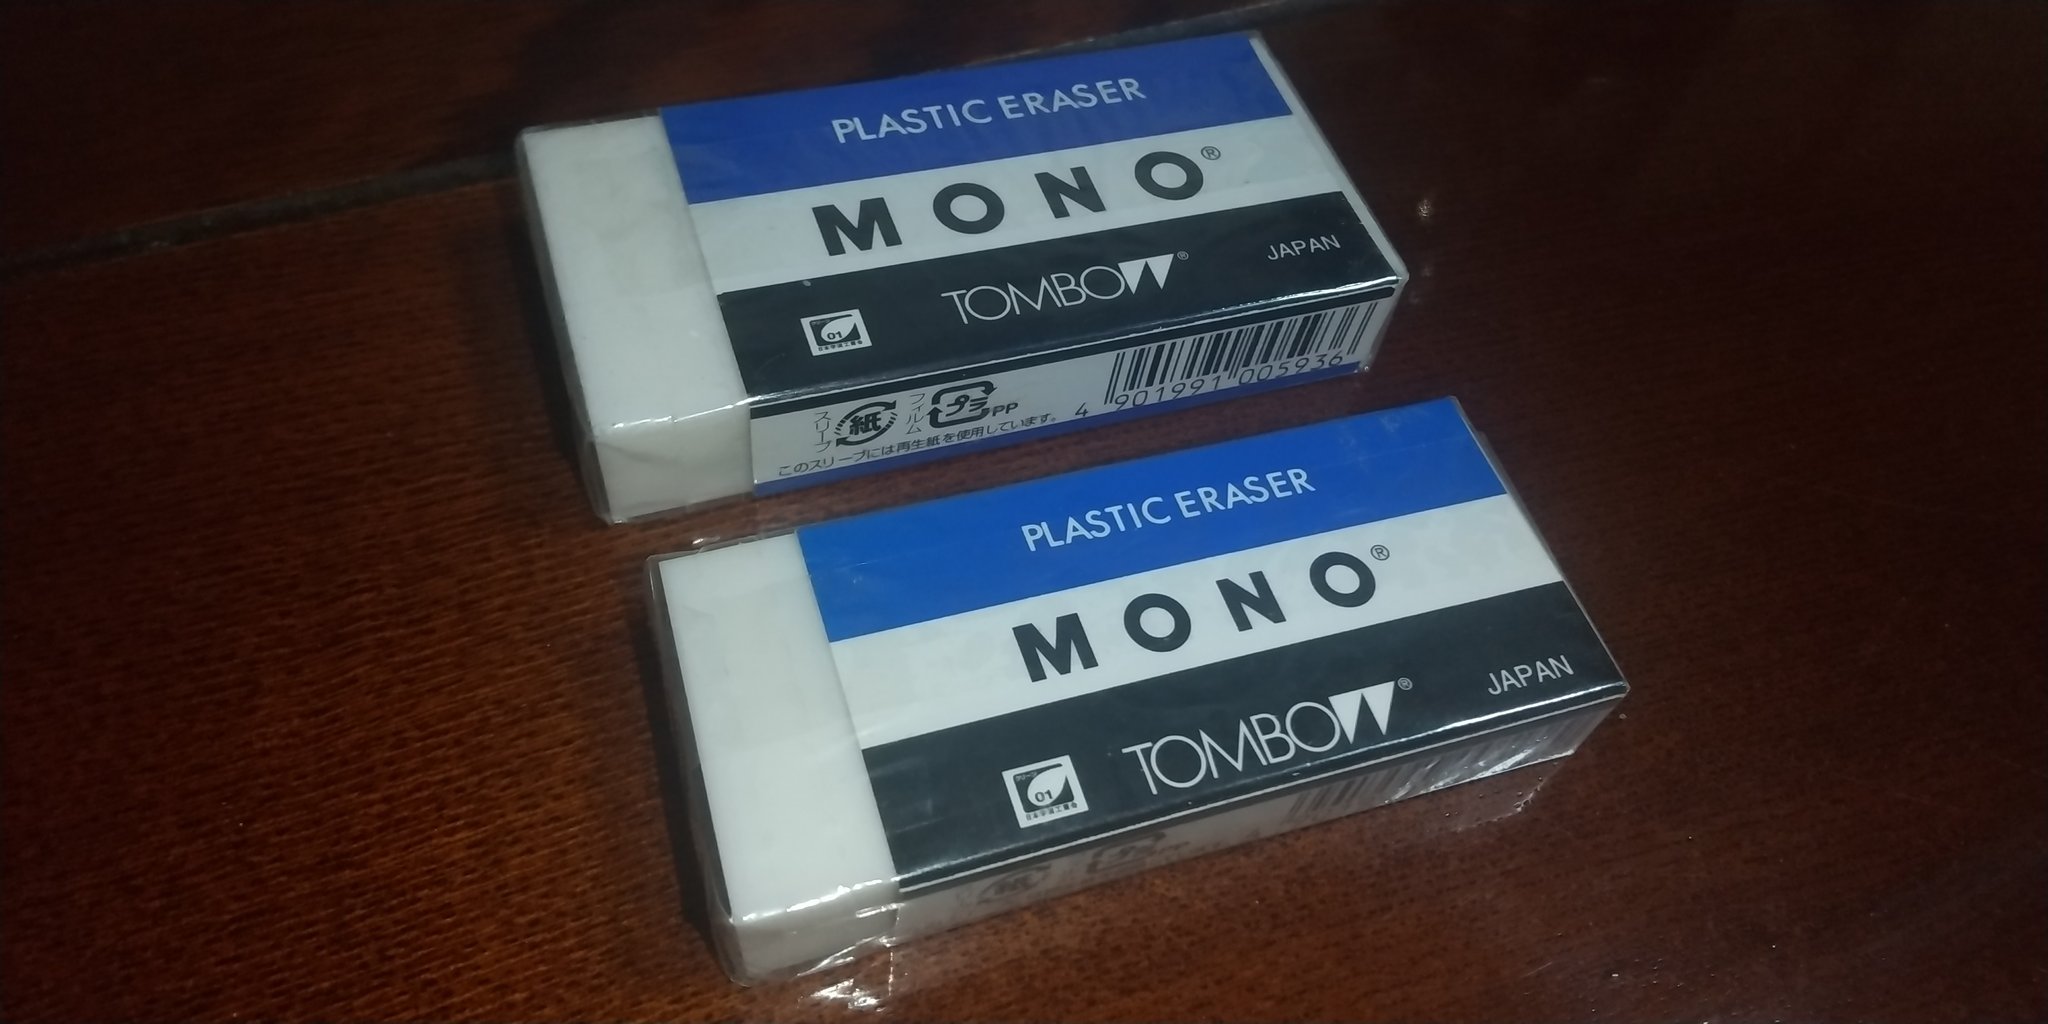 PLASTIC ERASER
MONO®
TOMBOW®
JAPAN
01
スリーブ
紙
フィルム
プラ
PP
このスリーブには再生紙を使用しています。
4 901991 005936
PLASTIC ERASER
MONO®
TOMBOW®
JAPAN
01